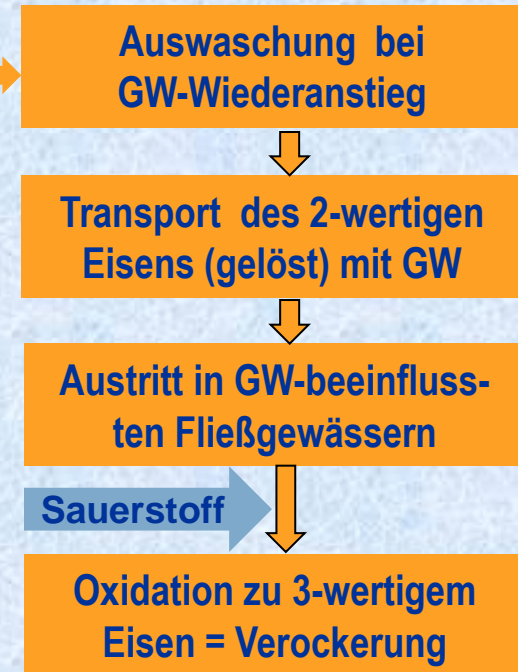 Auswaschung bei
GW-Wiederanstieg
Transport des 2-wertigen
Eisens (gelöst) mit GW
Austritt in GW-beeinfluss-
ten Fließgewässern
Sauerstoff
Oxidation zu 3-wertigem
Eisen = Verockerung